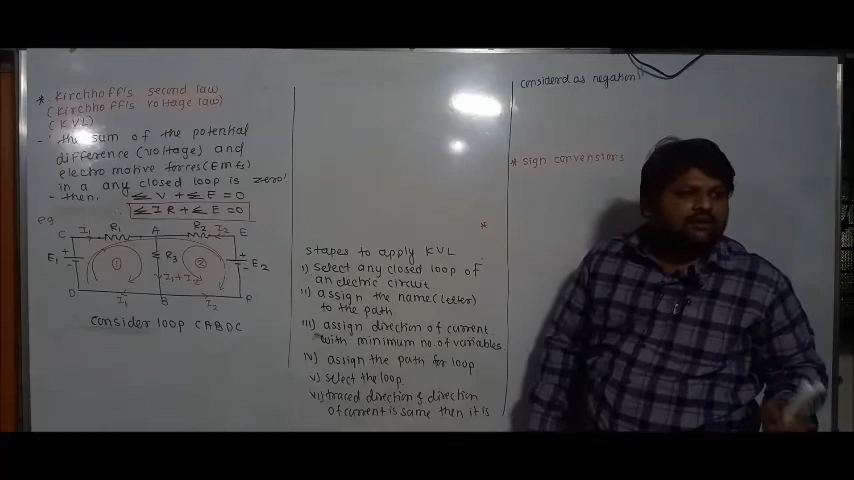 * Kirchhoff's second law
(Kirchhoff's voltage law)
(KVL)
- "the sum of the potential
difference (voltage) and
electro motive forces (Emfs)
in a any closed loop is zero"
- then, ≤ V + ≤ E = 0
≤ I R + ≤ E = 0
eg.
C I1 R1 A R2 I2 E
E1 + - 1 R3 2 + - E2
I1 + I2
D I1 B I2 F
consider loop CABDC
*
stapes to apply KVL
i) select any closed loop of
an electric circuit
ii) assign the name (letter)
to the path
iii) assign direction of current
with minimum no. of variables
iv) assign the path for loop
v) select the loop
vi) traced direction & direction
of current is same then it is
considered as negation"
* sign convensions